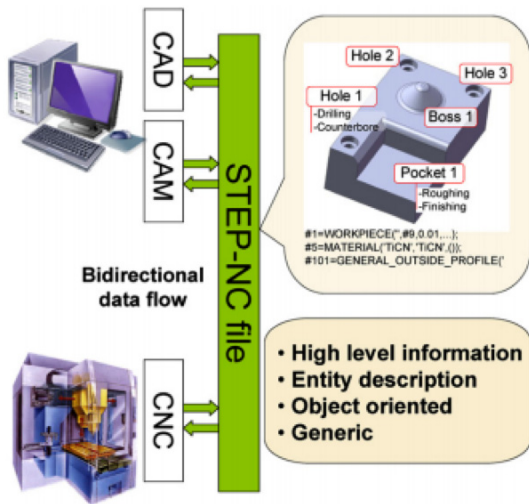 CAD
CAM
CNC
STEP-NC file
Bidirectional
data flow
Hole 2
Hole 3
Hole 1
-Drilling
-Counterbore
Boss 1
Pocket 1
-Roughing
-Finishing
#1=WORKPIECE('',#9,0.01,...);
#5=MATERIAL('TiCN','TiCN',());
#101=GENERAL_OUTSIDE_PROFILE('
• High level information
• Entity description
• Object oriented
• Generic